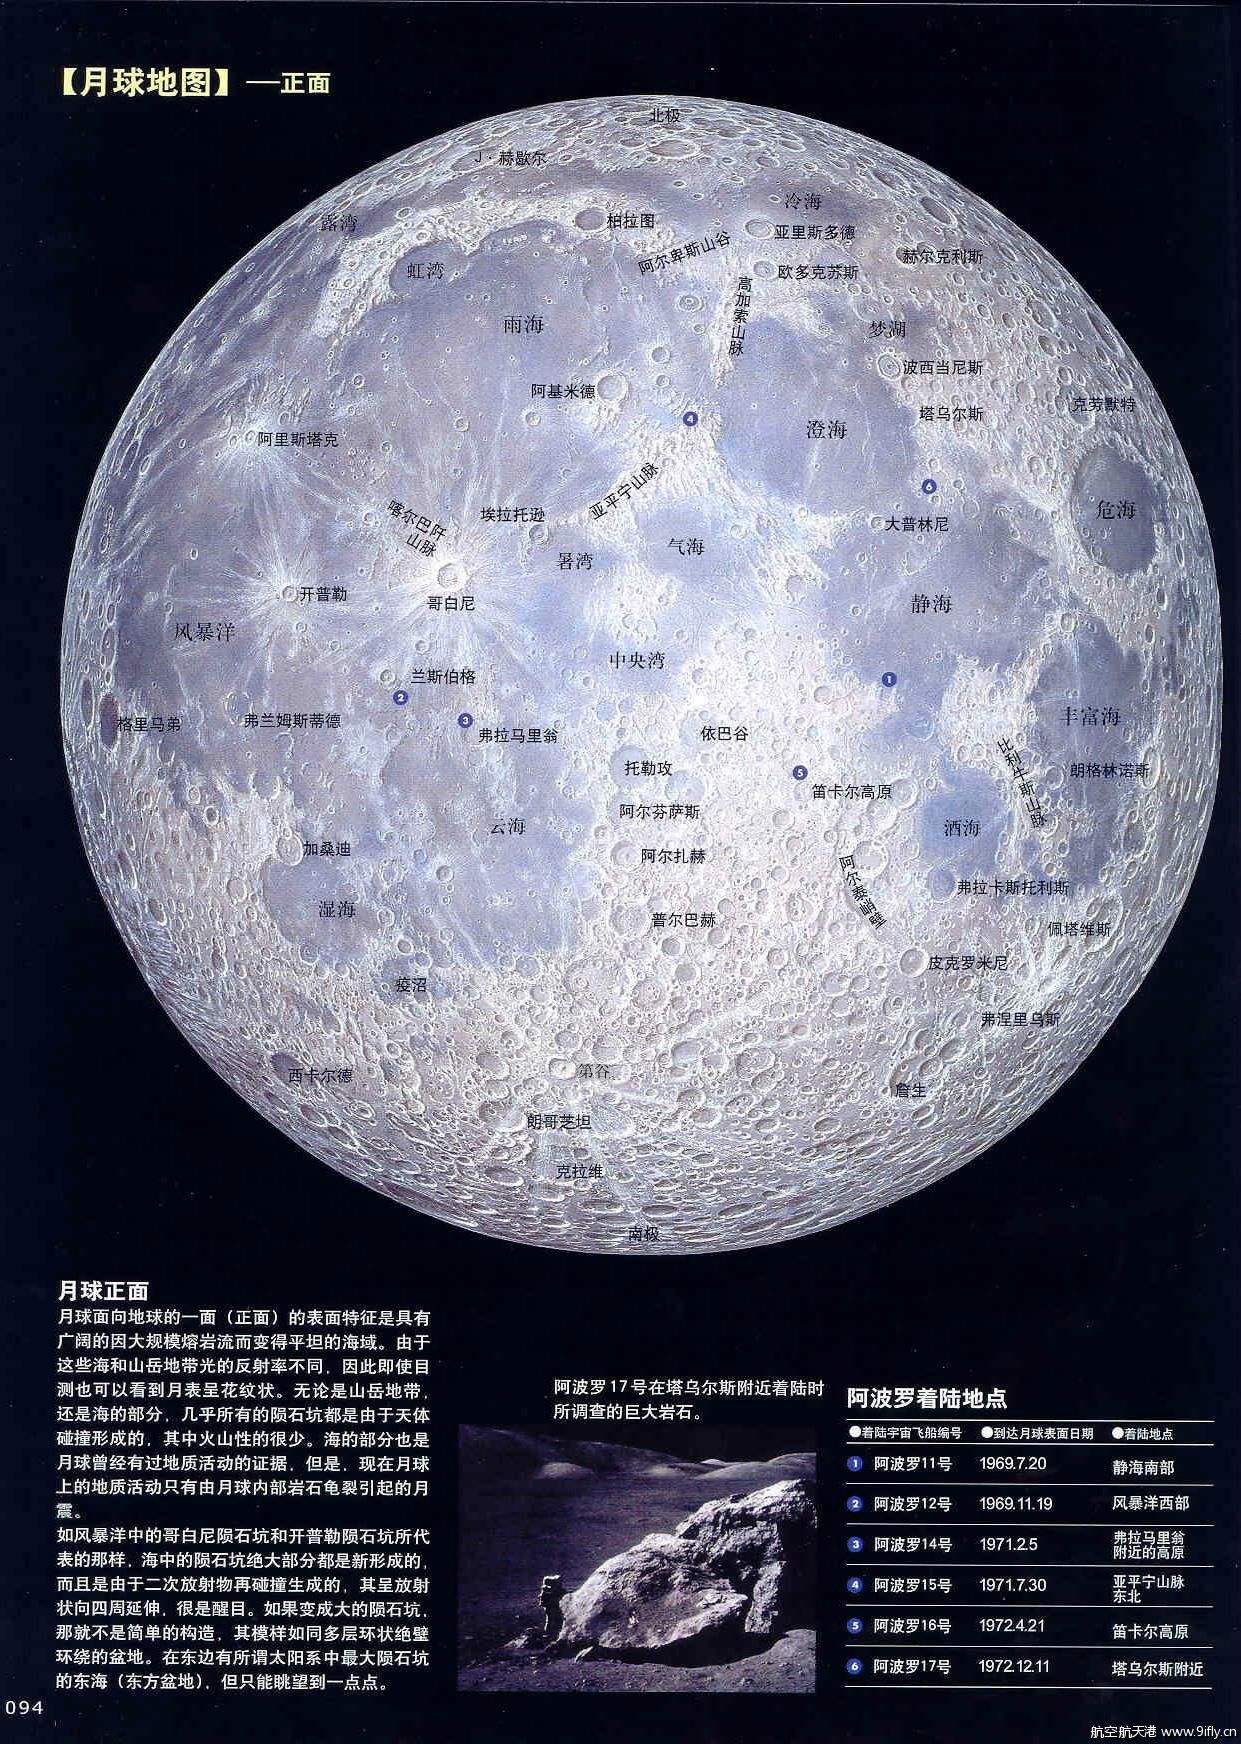 【月球地图】——正面
北极
J·赫歇尔
冷海
露湾
柏拉图
亚里斯多德
阿尔卑斯山谷
赫尔克利斯
虹湾
欧多克苏斯
高加索山脉
雨海
梦湖
波西当尼斯
阿基米德
克劳默特
塔乌尔斯
4
澄海
阿里斯塔克
亚平宁山脉
6
危海
喀尔巴阡
山脉
埃拉托逊
大普林尼
气海
暑湾
开普勒
哥白尼
静海
风暴洋
中央湾
兰斯伯格
1
2
丰富海
格里马弟
弗兰姆斯蒂德
3
弗拉马里翁
依巴谷
比利牛斯山脉
托勒玫
5
朗格林诺斯
笛卡尔高原
阿尔芬萨斯
云海
酒海
加桑迪
阿尔扎赫
阿尔泰峭壁
弗拉卡斯托利斯
湿海
普尔巴赫
佩塔维斯
皮克罗米尼
疫沼
弗涅里乌斯
第谷
西卡尔德
詹生
朗哥芝坦
克拉维
南极
月球正面
月球面向地球的一面（正面）的表面特征是具有
广阔的因大规模熔岩流而变得平坦的海域。由于
这些海和山岳地带光的反射率不同，因此即使目
测也可以看到月表呈花纹状。无论是山岳地带，
还是海的部分，几乎所有的陨石坑都是由于天体
碰撞形成的，其中火山性的很少。海的部分也是
月球曾经有过地质活动的证据，但是，现在月球
上的地质活动只有由月球内部岩石龟裂引起的月
震。
如风暴洋中的哥白尼陨石坑和开普勒陨石坑所代
表的那样，海中的陨石坑绝大部分都是新形成的，
而且是由于二次放射物再碰撞生成的，其呈放射
状向四周延伸，很是醒目。如果变成大的陨石坑，
那就不是简单的构造，其模样如同多层环状绝壁
环绕的盆地。在东边有所谓太阳系中最大陨石坑
的东海（东方盆地），但只能眺望到一点点。
阿波罗17号在塔乌尔斯附近着陆时
所调查的巨大岩石。
阿波罗着陆地点
●着陆宇宙飞船编号 ●到达月球表面日期 ●着陆地点
1 阿波罗11号 1969.7.20 静海南部
2 阿波罗12号 1969.11.19 风暴洋西部
3 阿波罗14号 1971.2.5 弗拉马里翁
附近的高原
4 阿波罗15号 1971.7.30 亚平宁山脉
东北
5 阿波罗16号 1972.4.21 笛卡尔高原
6 阿波罗17号 1972.12.11 塔乌尔斯附近
094
航空航天港 www.9ifly.cn